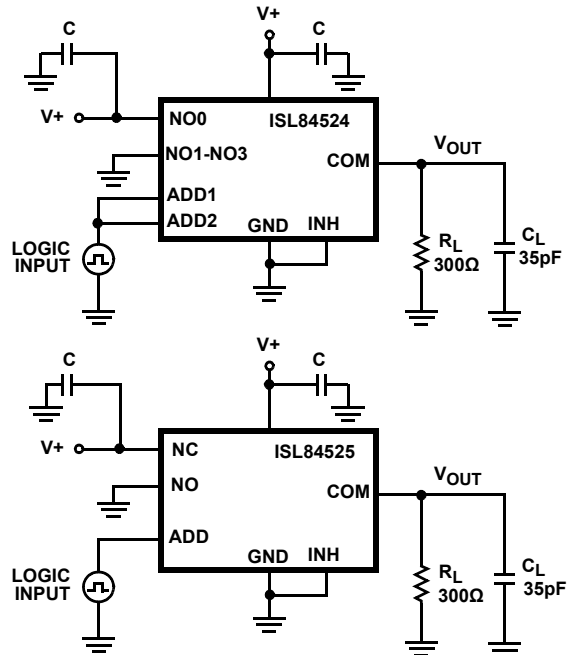 V+
C
C
V+
NO0
ISL84524
NO1-NO3
COM
VOUT
ADD1
ADD2
GND
INH
LOGIC
INPUT
RL
300Ω
CL
35pF
V+
C
C
V+
NC
ISL84525
NO
COM
VOUT
ADD
GND
INH
LOGIC
INPUT
RL
300Ω
CL
35pF